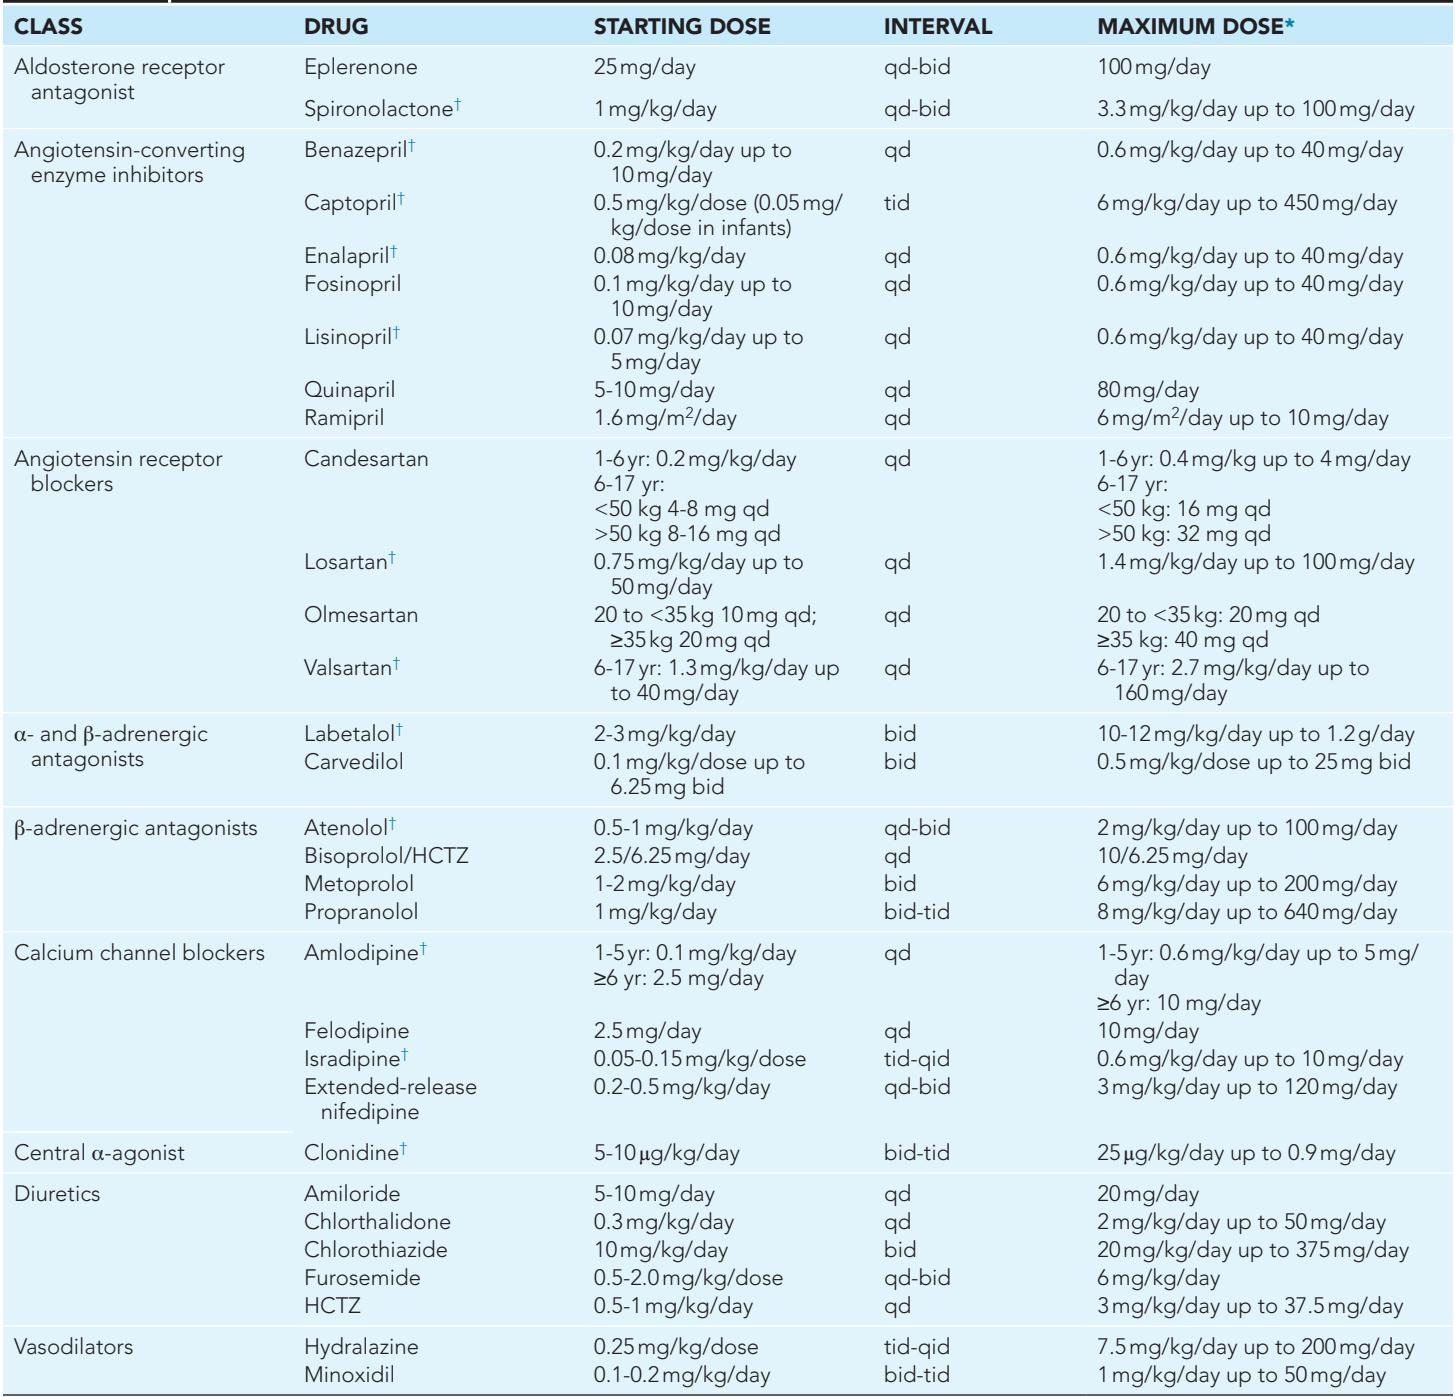 CLASS DRUG STARTING DOSE INTERVAL MAXIMUM DOSE*
Aldosterone receptor antagonist Eplerenone 25 mg/day qd-bid 100 mg/day
Spironolactone† 1 mg/kg/day qd-bid 3.3 mg/kg/day up to 100 mg/day
Angiotensin-converting enzyme inhibitors Benazepril† 0.2 mg/kg/day up to 10 mg/day qd 0.6 mg/kg/day up to 40 mg/day
Captopril† 0.5 mg/kg/dose (0.05 mg/kg/dose in infants) tid 6 mg/kg/day up to 450 mg/day
Enalapril† 0.08 mg/kg/day qd 0.6 mg/kg/day up to 40 mg/day
Fosinopril 0.1 mg/kg/day up to 10 mg/day qd 0.6 mg/kg/day up to 40 mg/day
Lisinopril† 0.07 mg/kg/day up to 5 mg/day qd 0.6 mg/kg/day up to 40 mg/day
Quinapril 5-10 mg/day qd 80 mg/day
Ramipril 1.6 mg/m²/day qd 6 mg/m²/day up to 10 mg/day
Angiotensin receptor blockers Candesartan 1-6 yr: 0.2 mg/kg/day qd 1-6 yr: 0.4 mg/kg up to 4 mg/day
6-17 yr: 6-17 yr:
<50 kg 4-8 mg qd <50 kg: 16 mg qd
>50 kg 8-16 mg qd >50 kg: 32 mg qd
Losartan† 0.75 mg/kg/day up to 50 mg/day qd 1.4 mg/kg/day up to 100 mg/day
Olmesartan 20 to <35 kg 10 mg qd; qd 20 to <35 kg: 20 mg qd
≥35 kg 20 mg qd ≥35 kg: 40 mg qd
Valsartan† 6-17 yr: 1.3 mg/kg/day up to 40 mg/day qd 6-17 yr: 2.7 mg/kg/day up to 160 mg/day
α- and β-adrenergic antagonists Labetalol† 2-3 mg/kg/day bid 10-12 mg/kg/day up to 1.2 g/day
Carvedilol 0.1 mg/kg/dose up to 6.25 mg bid bid 0.5 mg/kg/dose up to 25 mg bid
β-adrenergic antagonists Atenolol† 0.5-1 mg/kg/day qd-bid 2 mg/kg/day up to 100 mg/day
Bisoprolol/HCTZ 2.5/6.25 mg/day qd 10/6.25 mg/day
Metoprolol 1-2 mg/kg/day bid 6 mg/kg/day up to 200 mg/day
Propranolol 1 mg/kg/day bid-tid 8 mg/kg/day up to 640 mg/day
Calcium channel blockers Amlodipine† 1-5 yr: 0.1 mg/kg/day qd 1-5 yr: 0.6 mg/kg/day up to 5 mg/day
≥6 yr: 2.5 mg/day ≥6 yr: 10 mg/day
Felodipine 2.5 mg/day qd 10 mg/day
Isradipine† 0.05-0.15 mg/kg/dose tid-qid 0.6 mg/kg/day up to 10 mg/day
Extended-release nifedipine 0.2-0.5 mg/kg/day qd-bid 3 mg/kg/day up to 120 mg/day
Central α-agonist Clonidine† 5-10 μg/kg/day bid-tid 25 μg/kg/day up to 0.9 mg/day
Diuretics Amiloride 5-10 mg/day qd 20 mg/day
Chlorthalidone 0.3 mg/kg/day qd 2 mg/kg/day up to 50 mg/day
Chlorothiazide 10 mg/kg/day bid 20 mg/kg/day up to 375 mg/day
Furosemide 0.5-2.0 mg/kg/dose qd-bid 6 mg/kg/day
HCTZ 0.5-1 mg/kg/day qd 3 mg/kg/day up to 37.5 mg/day
Vasodilators Hydralazine 0.25 mg/kg/dose tid-qid 7.5 mg/kg/day up to 200 mg/day
Minoxidil 0.1-0.2 mg/kg/day bid-tid 1 mg/kg/day up to 50 mg/day